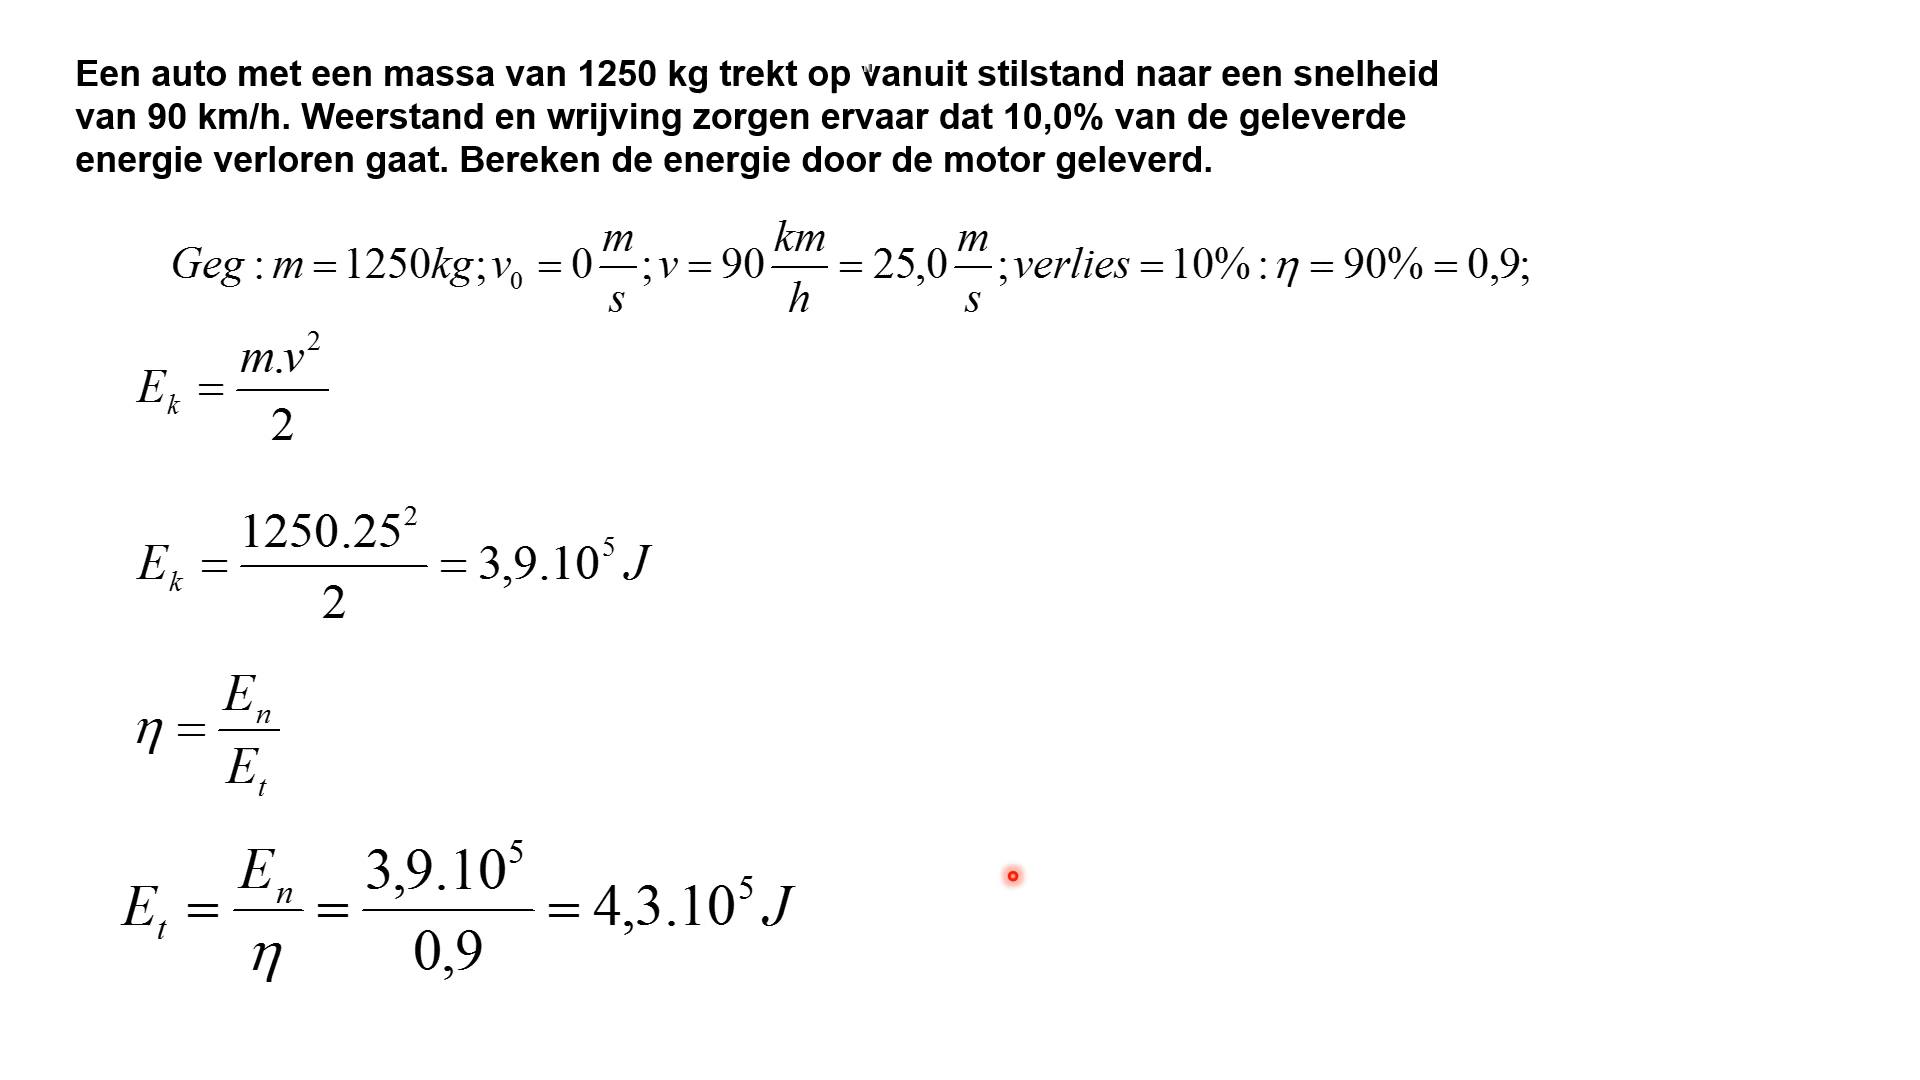 Een auto met een massa van 1250 kg trekt op vanuit stilstand naar een snelheid
van 90 km/h. Weerstand en wrijving zorgen ervaar dat 10,0% van de geleverde
energie verloren gaat. Bereken de energie door de motor geleverd.
Geg : m = 1250kg; v₀ = 0 m/s ; v = 90 km/h = 25,0 m/s ; verlies = 10% : η = 90% = 0,9;
Eₖ = m.v²/2
Eₖ = 1250.25²/2 = 3,9.10⁵ J
η = Eₙ/Eₜ
Eₜ = Eₙ/η = 3,9.10⁵/0,9 = 4,3.10⁵ J